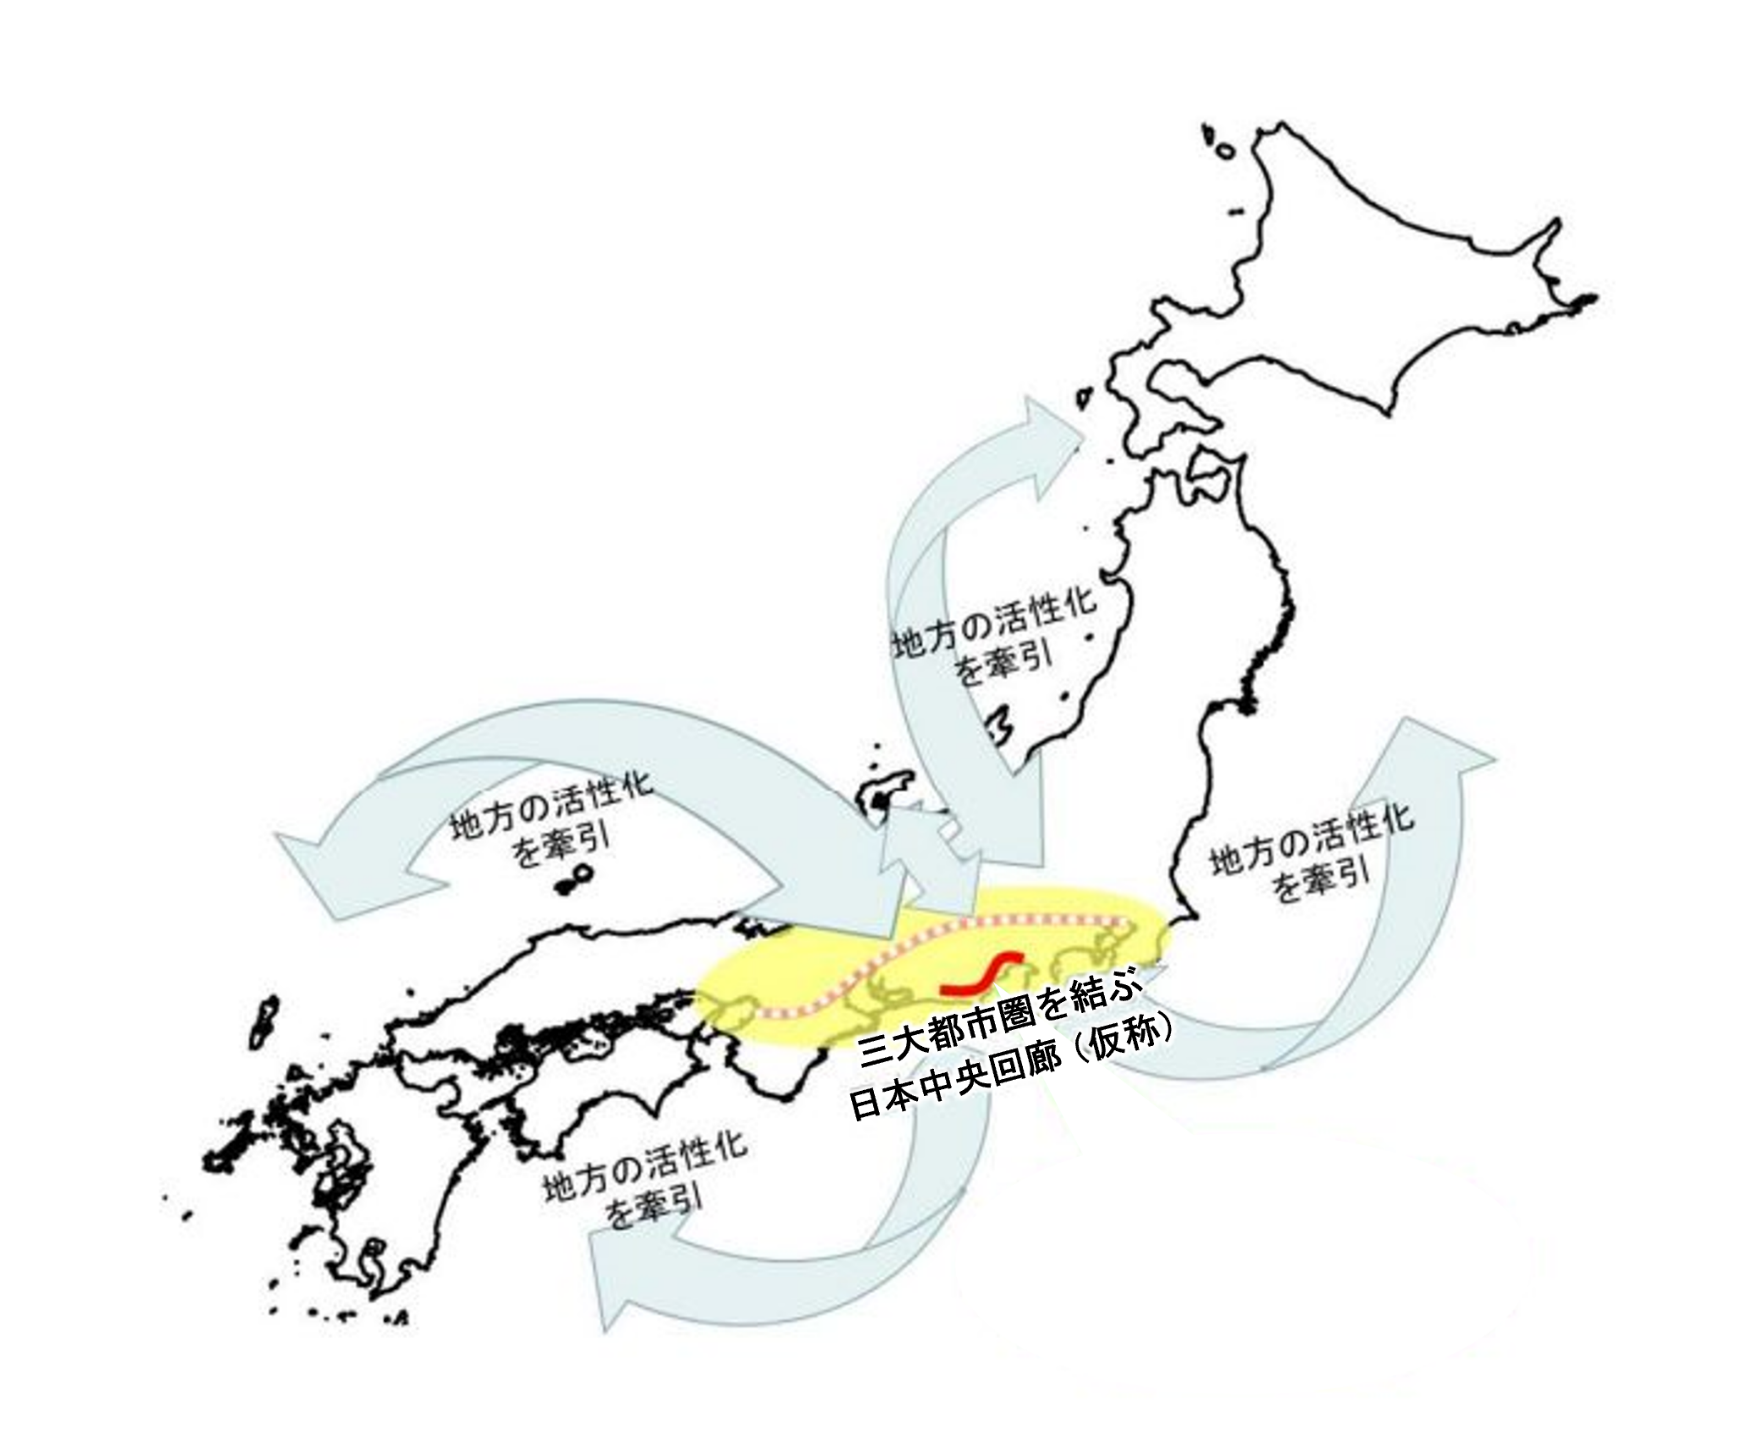 地方の活性化
を牽引
地方の活性化
を牽引
地方の活性化
を牽引
三大都市圏を結ぶ
日本中央回廊（仮称）
地方の活性化
を牽引